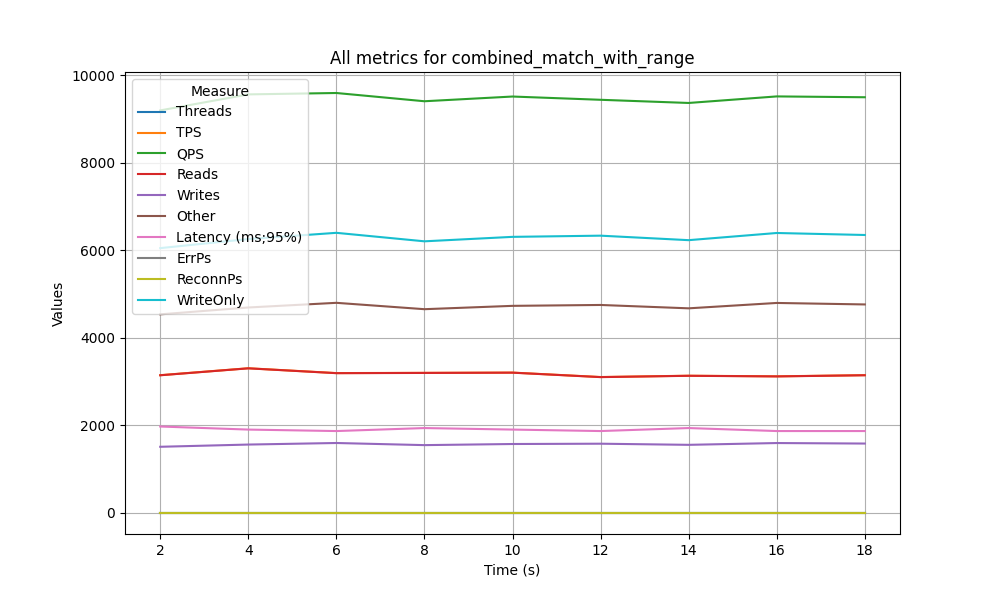 All metrics for combined_match_with_range
10000
8000
6000
4000
2000
0
Values
Measure
Threads
TPS
QPS
Reads
Writes
Other
Latency (ms;95%)
ErrPs
ReconnPs
WriteOnly
2 4 6 8 10 12 14 16 18
Time (s)